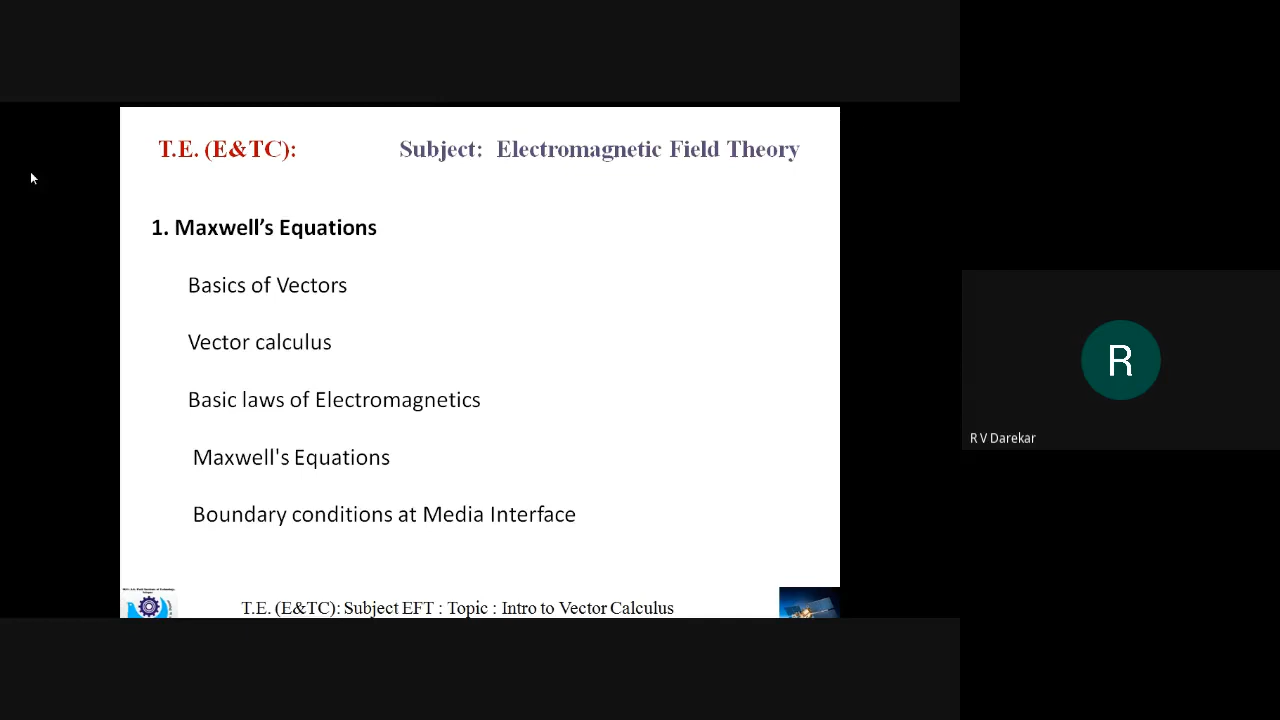 T.E. (E&TC): Subject: Electromagnetic Field Theory
1. Maxwell’s Equations
Basics of Vectors
Vector calculus
Basic laws of Electromagnetics
Maxwell's Equations
Boundary conditions at Media Interface
T.E. (E&TC): Subject EFT : Topic : Intro to Vector Calculus
R
R V Darekar